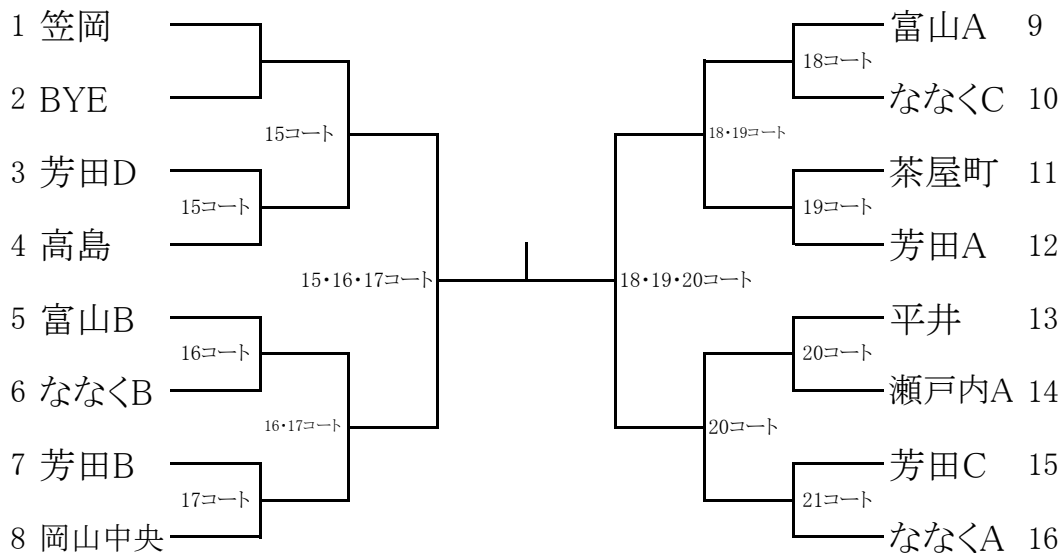 1 笠岡
2 BYE
15コート
3 芳田D
15コート
4 高島
15・16・17コート
5 富山B
16コート
6 ななくB
16・17コート
7 芳田B
17コート
8 岡山中央
富山A 9
18コート
ななくC 10
18・19コート
茶屋町 11
19コート
芳田A 12
18・19・20コート
平井 13
20コート
瀬戸内A 14
20コート
芳田C 15
21コート
ななくA 16